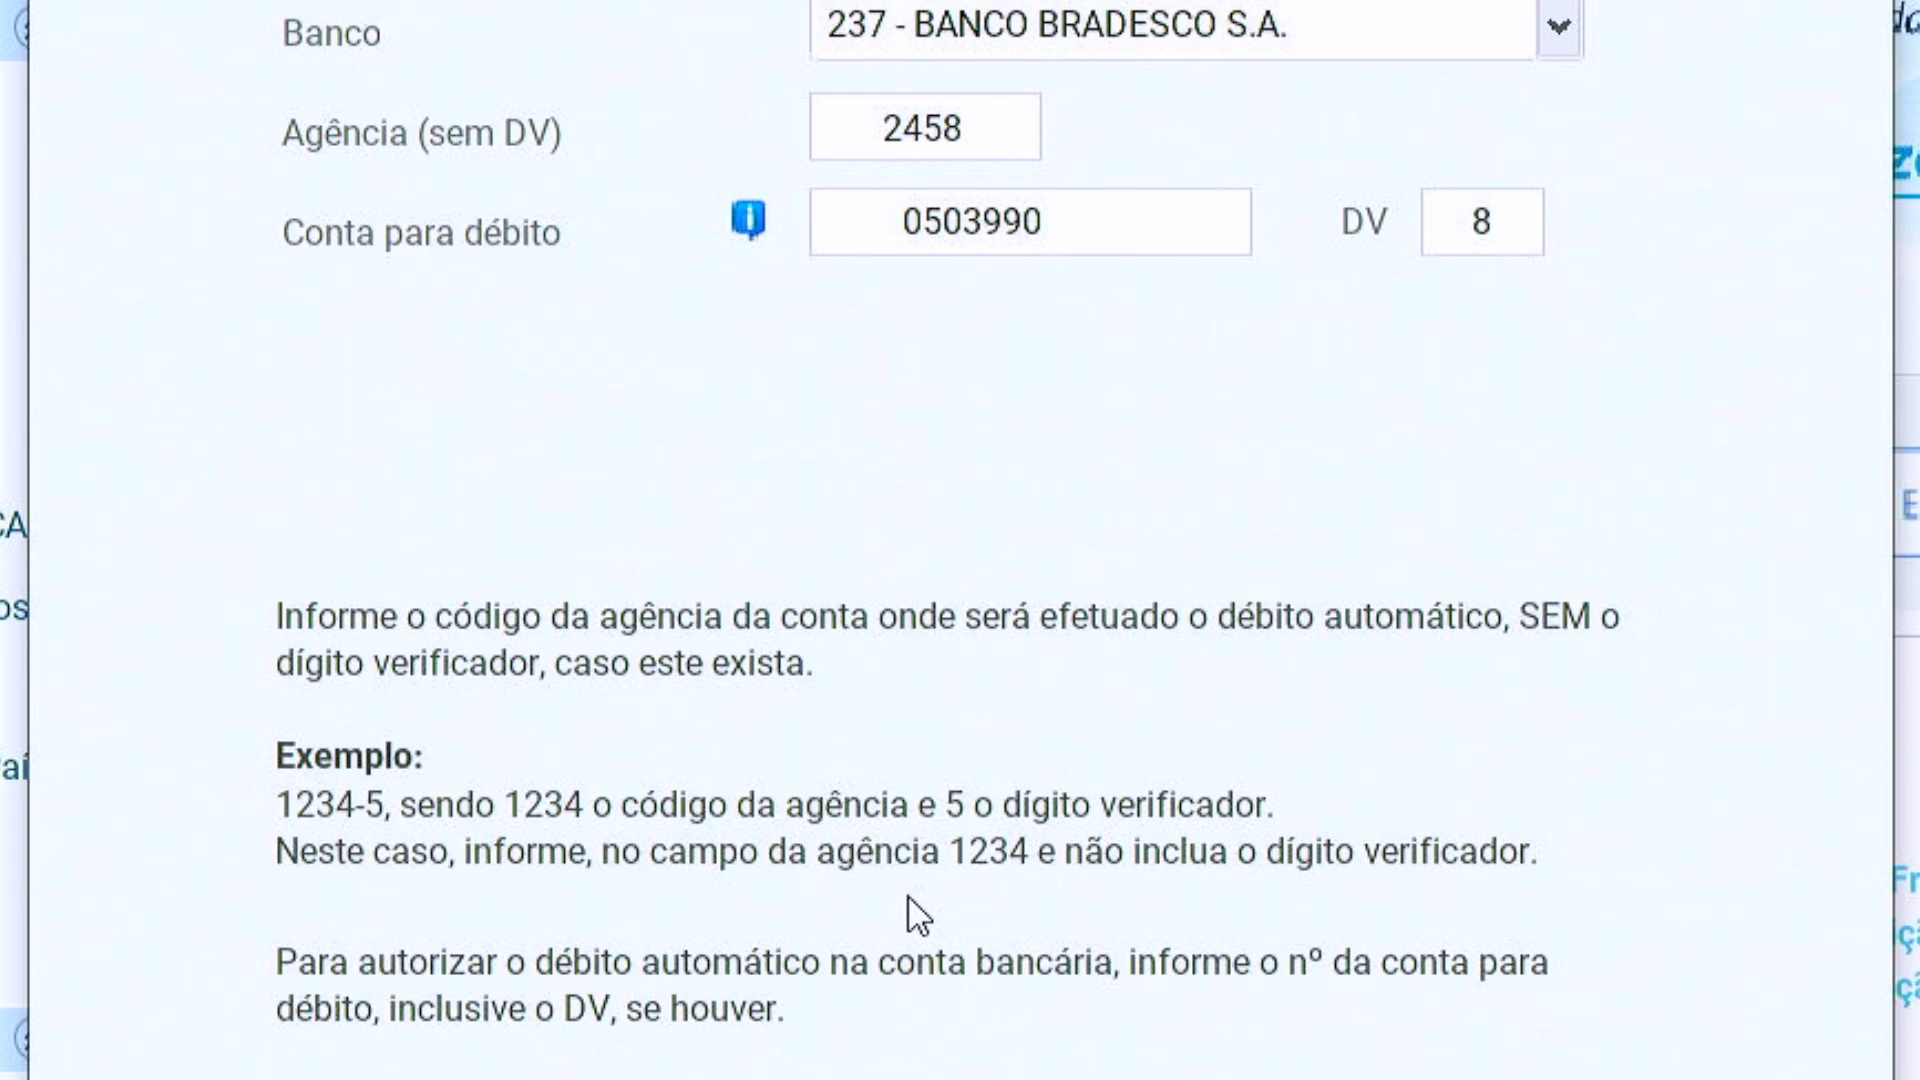 Banco
237 - BANCO BRADESCO S.A.
Agência (sem DV)
2458
Conta para débito
0503990
DV
8
Informe o código da agência da conta onde será efetuado o débito automático, SEM o
dígito verificador, caso este exista.
Exemplo:
1234-5, sendo 1234 o código da agência e 5 o dígito verificador.
Neste caso, informe, no campo da agência 1234 e não inclua o dígito verificador.
Para autorizar o débito automático na conta bancária, informe o nº da conta para
débito, inclusive o DV, se houver.